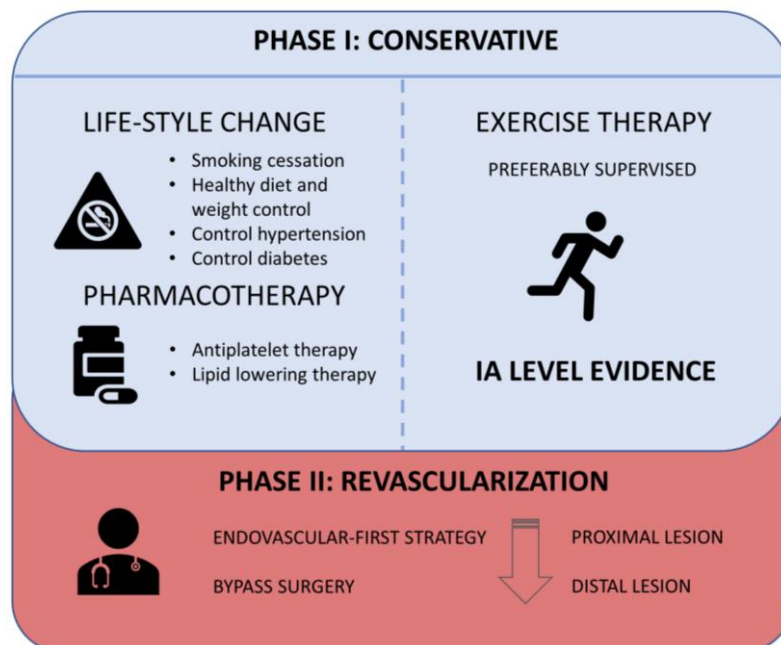 PHASE I: CONSERVATIVE
LIFE-STYLE CHANGE
• Smoking cessation
• Healthy diet and
weight control
• Control hypertension
• Control diabetes
PHARMACOTHERAPY
• Antiplatelet therapy
• Lipid lowering therapy
EXERCISE THERAPY
PREFERABLY SUPERVISED
IA LEVEL EVIDENCE
PHASE II: REVASCULARIZATION
ENDOVASCULAR-FIRST STRATEGY
BYPASS SURGERY
PROXIMAL LESION
DISTAL LESION